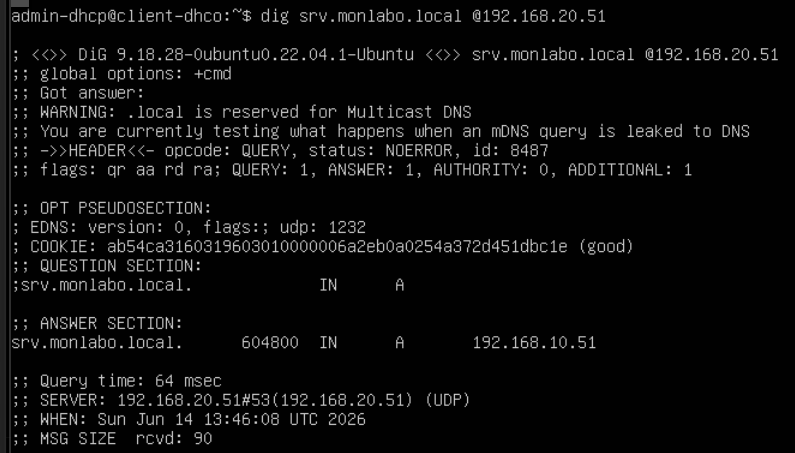 admin-dhcp@client-dhco:~$ dig srv.monlabo.local @192.168.20.51
; <<>> DiG 9.18.28-0ubuntu0.22.04.1-Ubuntu <<>> srv.monlabo.local @192.168.20.51
;; global options: +cmd
;; Got answer:
;; WARNING: .local is reserved for Multicast DNS
;; You are currently testing what happens when an mDNS query is leaked to DNS
;; ->>HEADER<<- opcode: QUERY, status: NOERROR, id: 8487
;; flags: qr aa rd ra; QUERY: 1, ANSWER: 1, AUTHORITY: 0, ADDITIONAL: 1
;; OPT PSEUDOSECTION:
; EDNS: version: 0, flags:; udp: 1232
; COOKIE: ab54ca3160319603010000006a2eb0a0254a372d451dbc1e (good)
;; QUESTION SECTION:
;srv.monlabo.local. IN A
;; ANSWER SECTION:
srv.monlabo.local. 604800 IN A 192.168.10.51
;; Query time: 64 msec
;; SERVER: 192.168.20.51#53(192.168.20.51) (UDP)
;; WHEN: Sun Jun 14 13:46:08 UTC 2026
;; MSG SIZE rcvd: 90